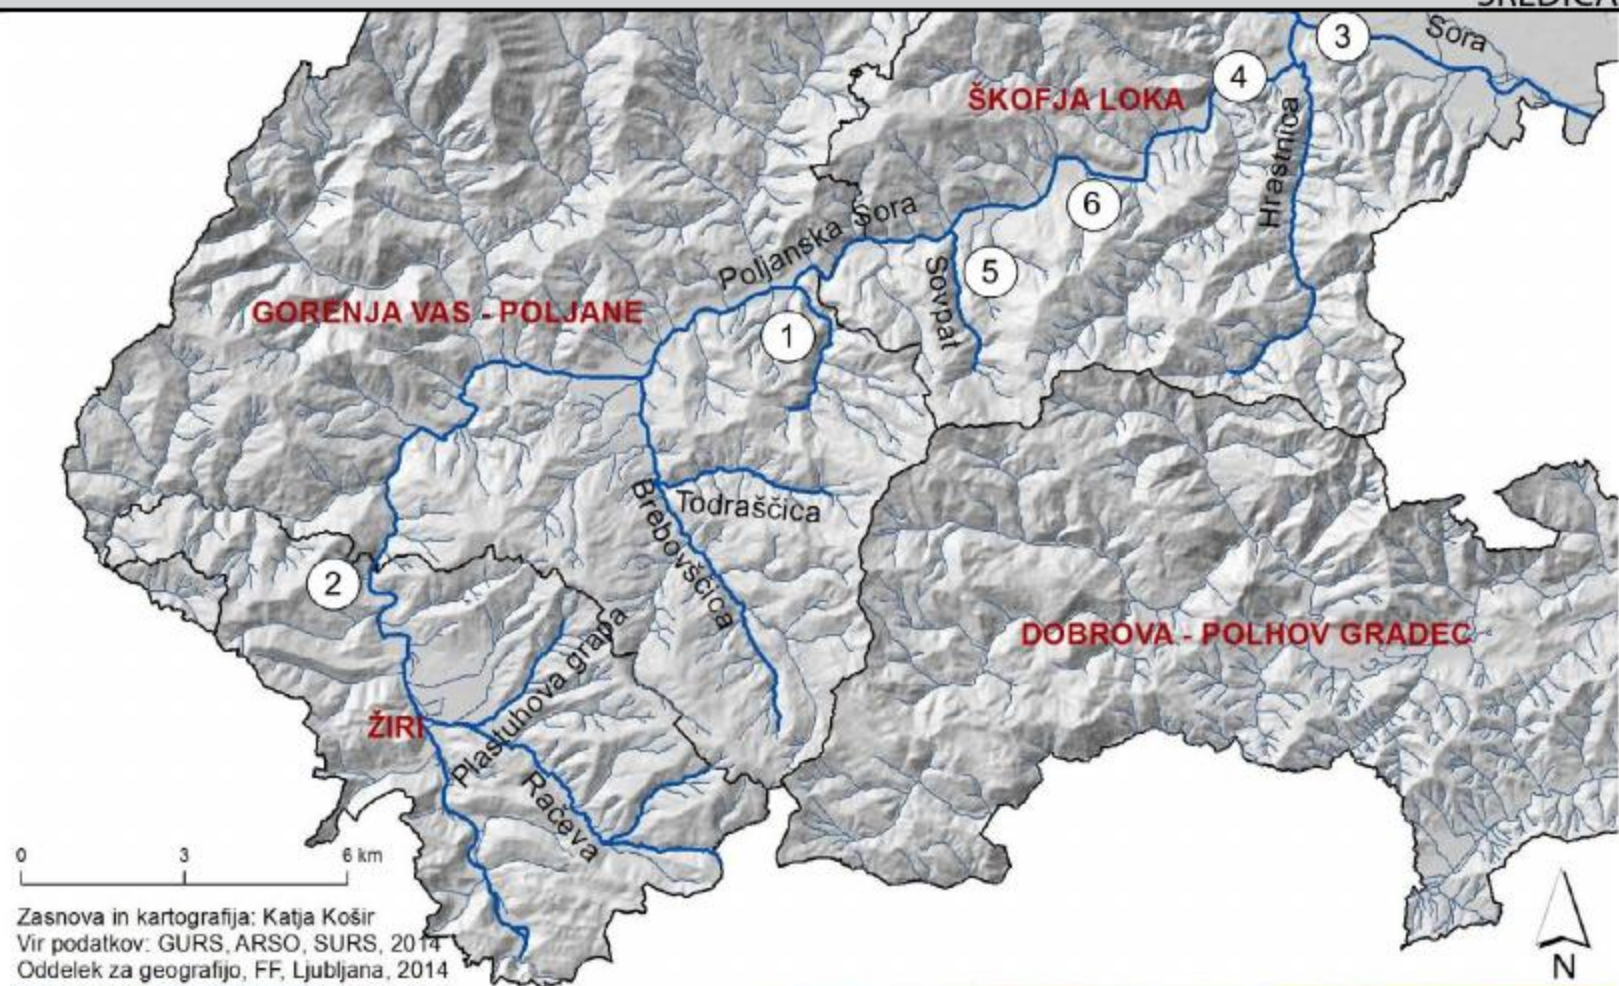 Sora
3
4
ŠKOFJA LOKA
Hrastnica
6
Poljanska Sora
5
Sovpat
GORENJA VAS - POLJANE
1
Todraščica
Brebovščica
2
DOBROVA - POLHOV GRADEC
Plastuhova grapa
ŽIRI
Račeva
0 3 6 km
Zasnova in kartografija: Katja Košir
Vir podatkov: GURS, ARSO, SURS, 2014
Oddelek za geografijo, FF, Ljubljana, 2014
N